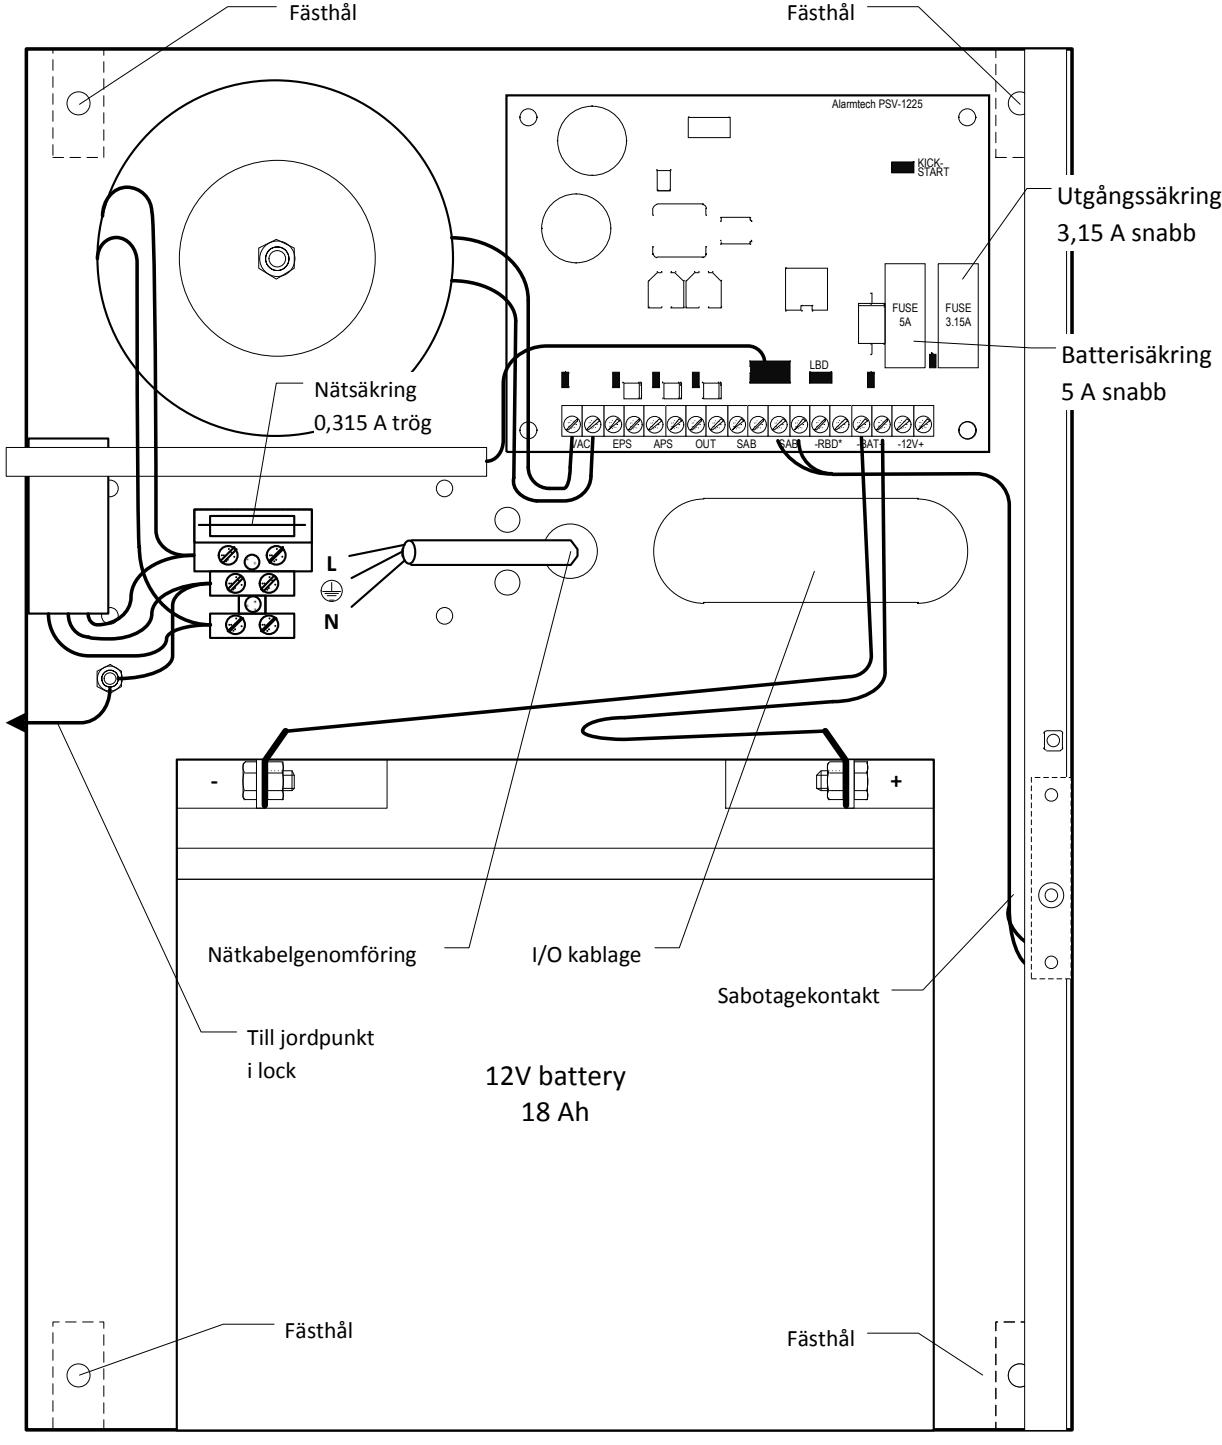 Fästhål
Fästhål
Alarmtech PSV-1225
KICK-
START
Utgångssäkring
3,15 A snabb
FUSE
5A
FUSE
3.15A
Batterisäkring
5 A snabb
LBD
Nätsäkring
0,315 A trög
VAC EPS APS OUT SAB SAB -RBD* -BAT+ -12V+
L
N
-
+
Nätkabelgenomföring
I/O kablage
Sabotagekontakt
Till jordpunkt
i lock
12V battery
18 Ah
Fästhål
Fästhål